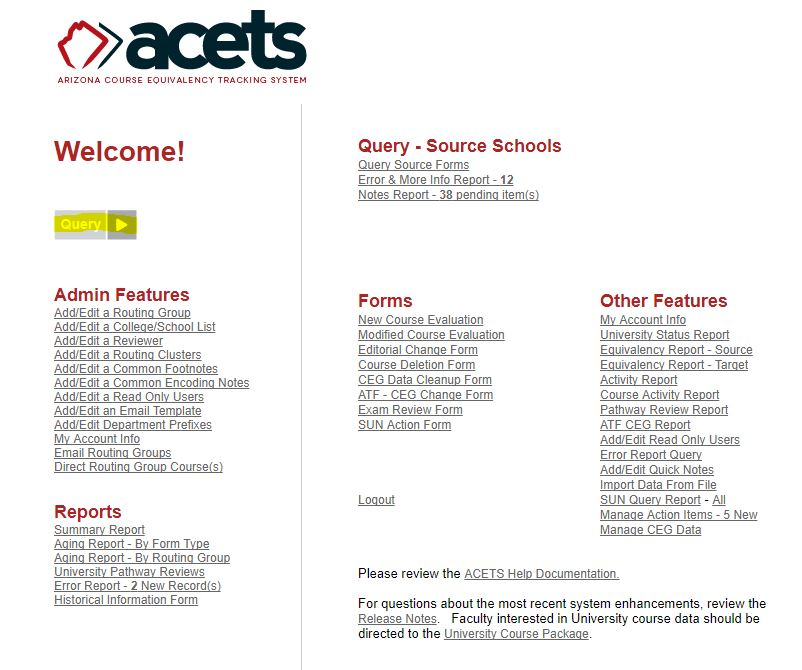 acets
ARIZONA COURSE EQUIVALENCY TRACKING SYSTEM
Welcome!
Query
Admin Features
Add/Edit a Routing Group
Add/Edit a College/School List
Add/Edit a Reviewer
Add/Edit a Routing Clusters
Add/Edit a Common Footnotes
Add/Edit a Common Encoding Notes
Add/Edit a Read Only Users
Add/Edit an Email Template
Add/Edit Department Prefixes
My Account Info
Email Routing Groups
Direct Routing Group Course(s)
Reports
Summary Report
Aging Report - By Form Type
Aging Report - By Routing Group
University Pathway Reviews
Error Report - 2 New Record(s)
Historical Information Form
Query - Source Schools
Query Source Forms
Error & More Info Report - 12
Notes Report - 38 pending item(s)
Forms
New Course Evaluation
Modified Course Evaluation
Editorial Change Form
Course Deletion Form
CEG Data Cleanup Form
ATF - CEG Change Form
Exam Review Form
SUN Action Form
Logout
Other Features
My Account Info
University Status Report
Equivalency Report - Source
Equivalency Report - Target
Activity Report
Course Activity Report
Pathway Review Report
ATF CEG Report
Add/Edit Read Only Users
Error Report Query
Add/Edit Quick Notes
Import Data From File
SUN Query Report - All
Manage Action Items - 5 New
Manage CEG Data
Please review the ACETS Help Documentation.
For questions about the most recent system enhancements, review the
Release Notes. Faculty interested in University course data should be
directed to the University Course Package.